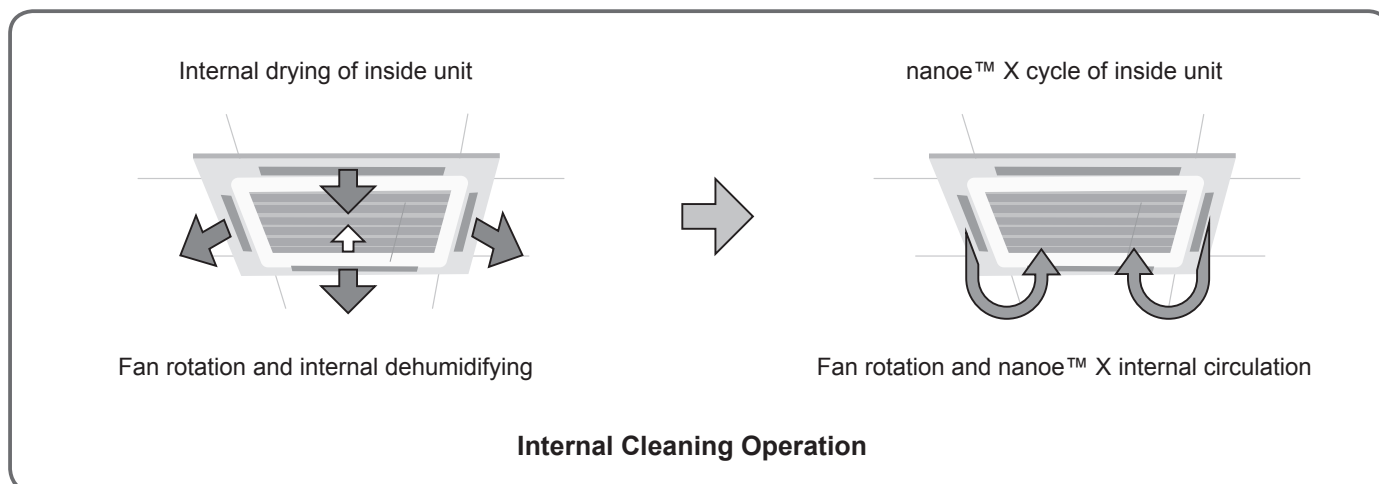 Internal drying of inside unit
nanoe™ X cycle of inside unit
Fan rotation and internal dehumidifying
Fan rotation and nanoe™ X internal circulation
Internal Cleaning Operation